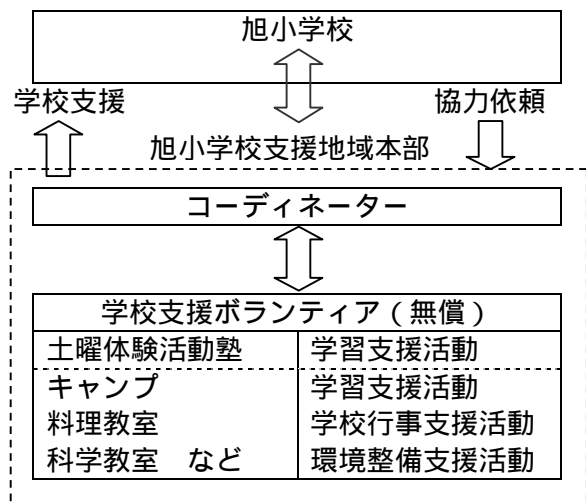 旭小学校
学校支援 協力依頼
旭小学校支援地域本部
コーディネーター
学校支援ボランティア(無償)
土曜体験活動塾 学習支援活動
キャンプ 学習支援活動
料理教室 学校行事支援活動
科学教室 など 環境整備支援活動